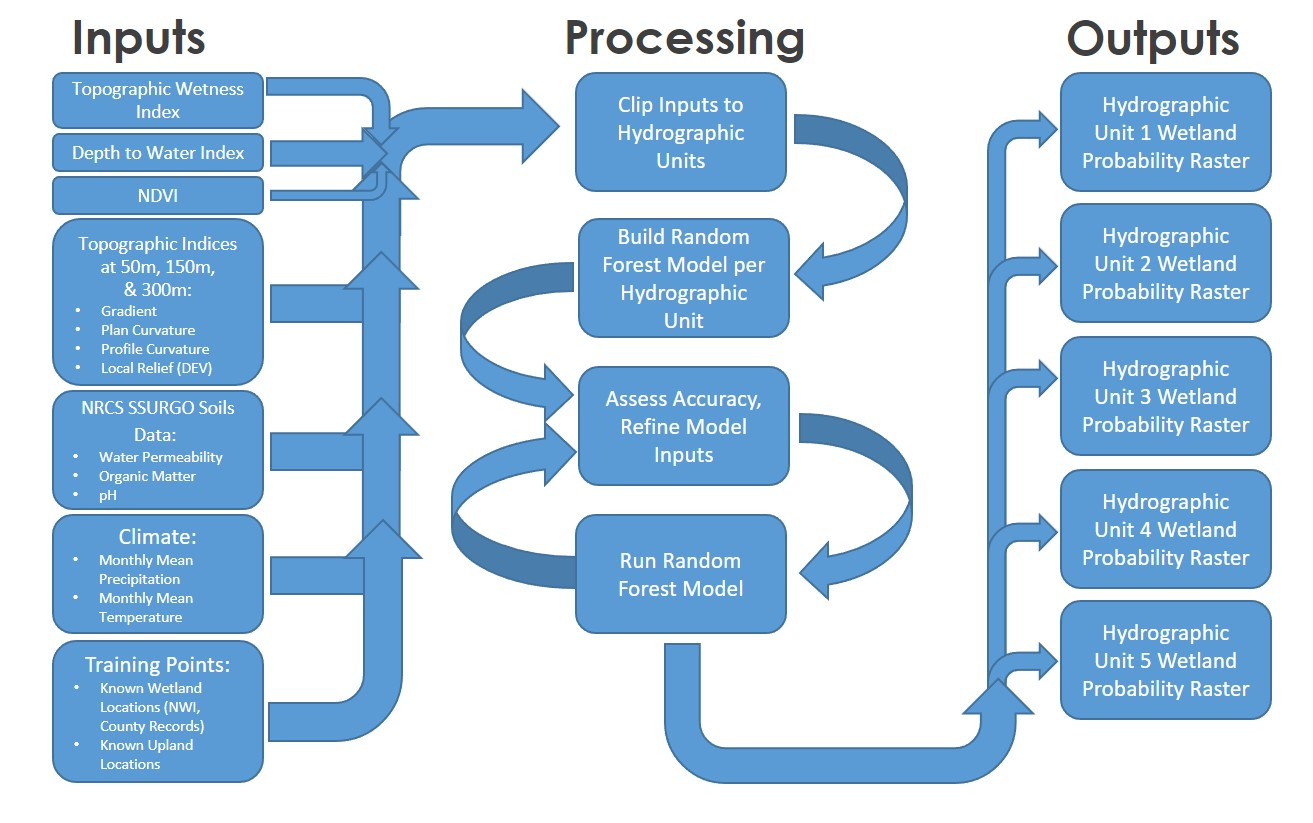 Inputs
Topographic Wetness
Index
Depth to Water Index
NDVI
Topographic Indices
at 50m, 150m,
& 300m:
• Gradient
• Plan Curvature
• Profile Curvature
• Local Relief (DEV)
NRCS SSURGO Soils
Data:
• Water Permeability
• Organic Matter
• pH
Climate:
• Monthly Mean
Precipitation
• Monthly Mean
Temperature
Training Points:
• Known Wetland
Locations (NWI,
County Records)
• Known Upland
Locations
Processing
Clip Inputs to
Hydrographic
Units
Build Random
Forest Model per
Hydrographic
Unit
Assess Accuracy,
Refine Model
Inputs
Run Random
Forest Model
Outputs
Hydrographic
Unit 1 Wetland
Probability Raster
Hydrographic
Unit 2 Wetland
Probability Raster
Hydrographic
Unit 3 Wetland
Probability Raster
Hydrographic
Unit 4 Wetland
Probability Raster
Hydrographic
Unit 5 Wetland
Probability Raster